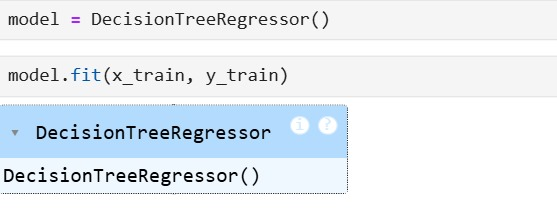 model = DecisionTreeRegressor()
model.fit(x_train, y_train)
▾ DecisionTreeRegressor i ?
DecisionTreeRegressor()